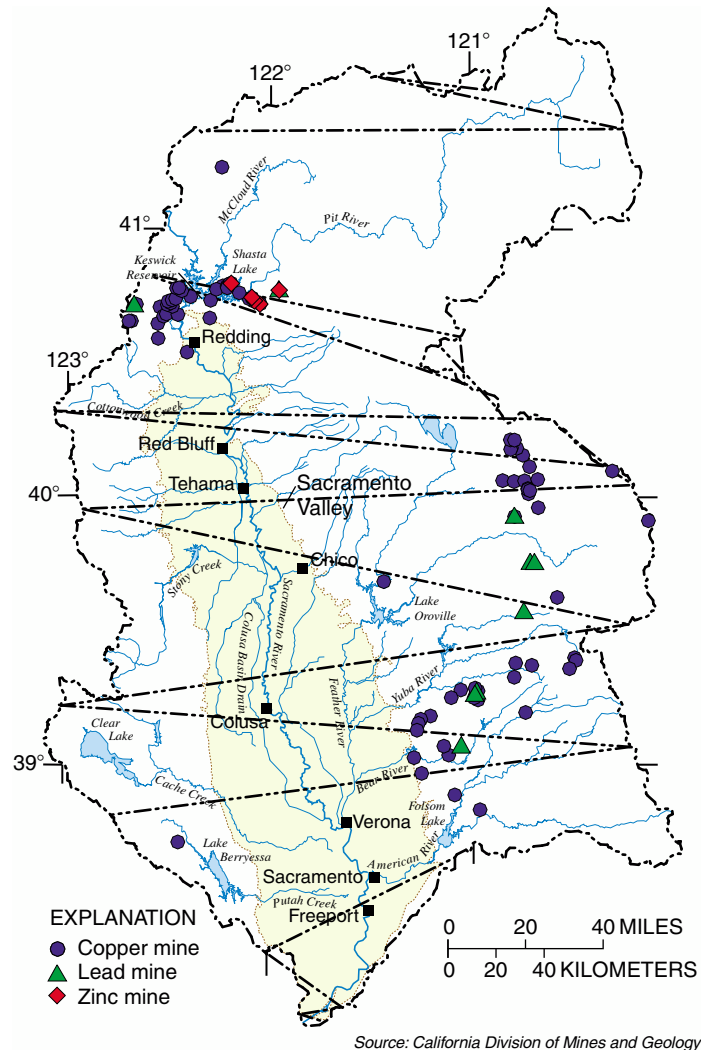 121°
122°
McCloud River
Pit River
41°
Keswick
Reservoir
Shasta
Lake
Redding
123°
Cottonwood Creek
Red Bluff
Tehama
Sacramento
Valley
40°
Chico
Stony Creek
Sacramento River
Colusa Basin Drain
Lake
Oroville
Feather River
Yuba River
Colusa
Clear
Lake
39°
Bear River
Cache Creek
Folsom
Lake
Verona
Lake
Berryessa
American River
Sacramento
Putah Creek
Freeport
EXPLANATION
Copper mine
Lead mine
Zinc mine
0 20 40 MILES
0 20 40 KILOMETERS
Source: California Division of Mines and Geology